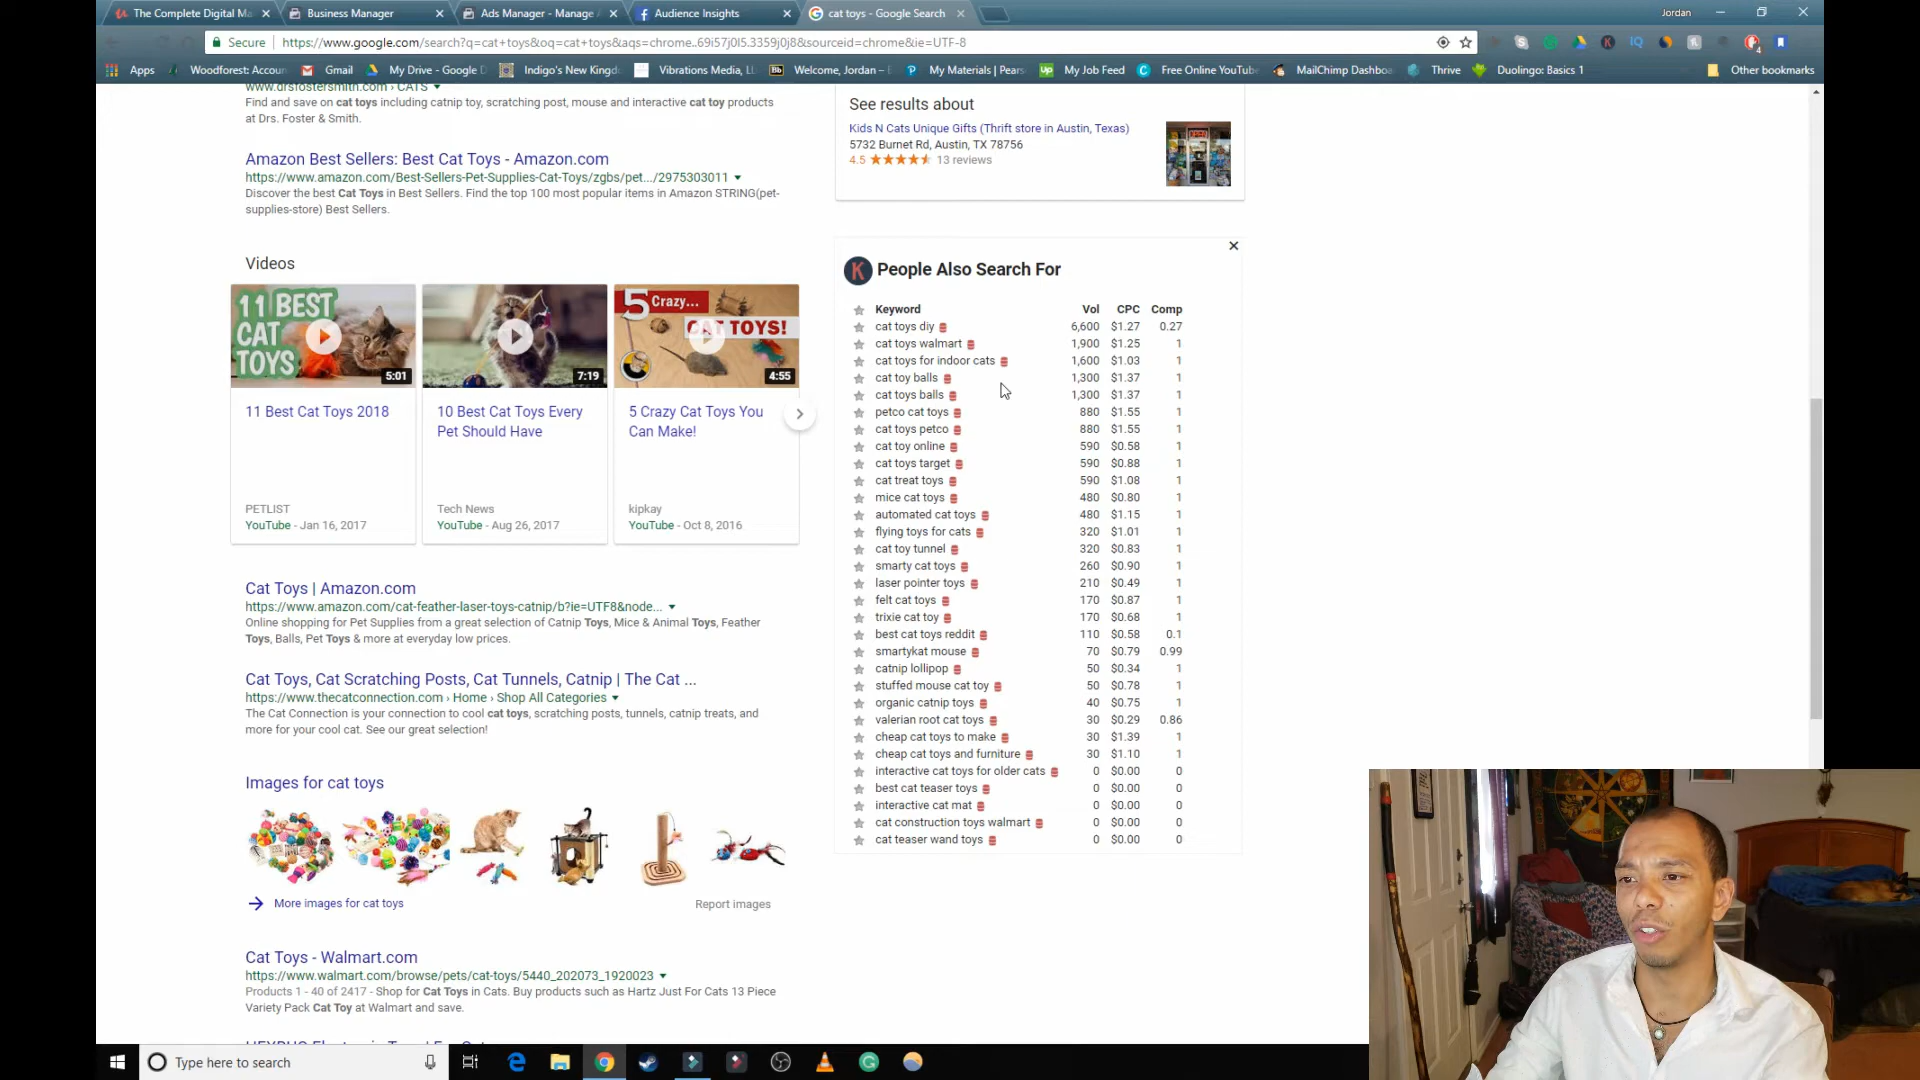 The Complete Digital Ma
Business Manager
Ads Manager - Manage A
Audience Insights
cat toys - Google Search
Jordan
Secure
https://www.google.com/search?q=cat+toys&oq=cat+toys&aqs=chrome..69i57j0l5.3359j0j8&sourceid=chrome&ie=UTF-8
Apps
Woodforest: Accoun
Gmail
My Drive - Google D
Indigo's New Kingdo
Vibrations Media, LL
Bb Welcome, Jordan –
My Materials | Pears
My Job Feed
Free Online YouTube
MailChimp Dashboa
Thrive
Duolingo: Basics 1
Other bookmarks
www.drsfostersmith.com › CATS
Find and save on cat toys including catnip toy, scratching post, mouse and interactive cat toy products
at Drs. Foster & Smith.
Amazon Best Sellers: Best Cat Toys - Amazon.com
https://www.amazon.com/Best-Sellers-Pet-Supplies-Cat-Toys/zgbs/pet.../2975303011
Discover the best Cat Toys in Best Sellers. Find the top 100 most popular items in Amazon STRING(pet-
supplies-store) Best Sellers.
Videos
11 BEST
CAT
TOYS
5:01
7:19
5 Crazy...
CAT TOYS!
4:55
11 Best Cat Toys 2018
10 Best Cat Toys Every
Pet Should Have
5 Crazy Cat Toys You
Can Make!
PETLIST
YouTube - Jan 16, 2017
Tech News
YouTube - Aug 26, 2017
kipkay
YouTube - Oct 8, 2016
Cat Toys | Amazon.com
https://www.amazon.com/cat-feather-laser-toys-catnip/b?ie=UTF8&node...
Online shopping for Pet Supplies from a great selection of Catnip Toys, Mice & Animal Toys, Feather
Toys, Balls, Pet Toys & more at everyday low prices.
Cat Toys, Cat Scratching Posts, Cat Tunnels, Catnip | The Cat ...
https://www.thecatconnection.com › Home › Shop All Categories
The Cat Connection is your connection to cool cat toys, scratching posts, tunnels, catnip treats, and
more for your cool cat. See our great selection!
Images for cat toys
More images for cat toys
Report images
Cat Toys - Walmart.com
https://www.walmart.com/browse/pets/cat-toys/5440_202073_1920023
Products 1 - 40 of 2417 - Shop for Cat Toys in Cats. Buy products such as Hartz Just For Cats 13 Piece
Variety Pack Cat Toy at Walmart and save.
See results about
Kids N Cats Unique Gifts (Thrift store in Austin, Texas)
5732 Burnet Rd, Austin, TX 78756
4.5 13 reviews
K People Also Search For
Keyword Vol CPC Comp
cat toys diy 6,600 $1.27 0.27
cat toys walmart 1,900 $1.25 1
cat toys for indoor cats 1,600 $1.03 1
cat toy balls 1,300 $1.37 1
cat toys balls 1,300 $1.37 1
petco cat toys 880 $1.55 1
cat toys petco 880 $1.55 1
cat toy online 590 $0.58 1
cat toys target 590 $0.88 1
cat treat toys 590 $1.08 1
mice cat toys 480 $0.80 1
automated cat toys 480 $1.15 1
flying toys for cats 320 $1.01 1
cat toy tunnel 320 $0.83 1
smarty cat toys 260 $0.90 1
laser pointer toys 210 $0.49 1
felt cat toys 170 $0.87 1
trixie cat toy 170 $0.68 1
best cat toys reddit 110 $0.58 0.1
smartykat mouse 70 $0.79 0.99
catnip lollipop 50 $0.34 1
stuffed mouse cat toy 50 $0.78 1
organic catnip toys 40 $0.75 1
valerian root cat toys 30 $0.29 0.86
cheap cat toys to make 30 $1.39 1
cheap cat toys and furniture 30 $1.10 1
interactive cat toys for older cats 0 $0.00 0
best cat teaser toys 0 $0.00 0
interactive cat mat 0 $0.00 0
cat construction toys walmart 0 $0.00 0
cat teaser wand toys 0 $0.00 0
Type here to search